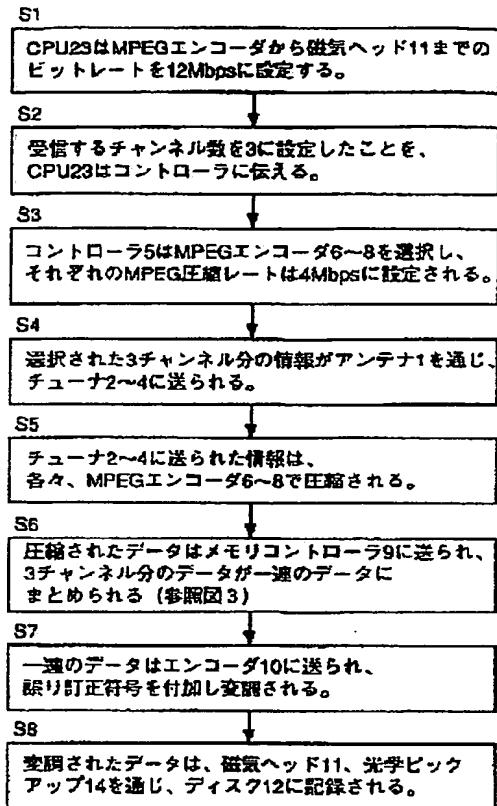 S1
CPU23はMPEGエンコーダから磁気ヘッド11までの
ビットレートを12Mbpsに設定する。
S2
受信するチャンネル数を3に設定したことを、
CPU23はコントローラに伝える。
S3
コントローラ5はMPEGエンコーダ6〜8を選択し、
それぞれのMPEG圧縮レートは4Mbpsに設定される。
S4
選択された3チャンネル分の情報がアンテナ1を通じ、
チューナ2〜4に送られる。
S5
チューナ2〜4に送られた情報は、
各々、MPEGエンコーダ6〜8で圧縮される。
S6
圧縮されたデータはメモリコントローラ9に送られ、
3チャンネル分のデータが一連のデータに
まとめられる（参照図3）
S7
一連のデータはエンコーダ10に送られ、
誤り訂正符号を付加し変調される。
S8
変調されたデータは、磁気ヘッド11、光学ピック
アップ14を通じ、ディスク12に記録される。